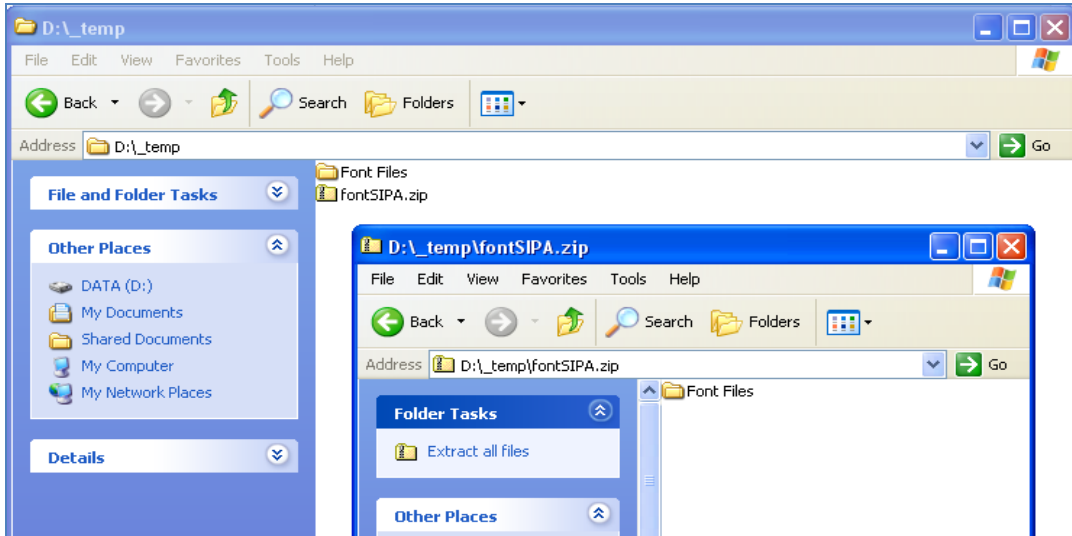 D:\_temp
File Edit View Favorites Tools Help
Back Search Folders
Address D:\_temp Go
File and Folder Tasks
Other Places
DATA (D:)
My Documents
Shared Documents
My Computer
My Network Places
Details
Font Files
fontSIPA.zip
D:\_temp\fontSIPA.zip
File Edit View Favorites Tools Help
Back Search Folders
Address D:\_temp\fontSIPA.zip Go
Folder Tasks
Extract all files
Other Places
Font Files